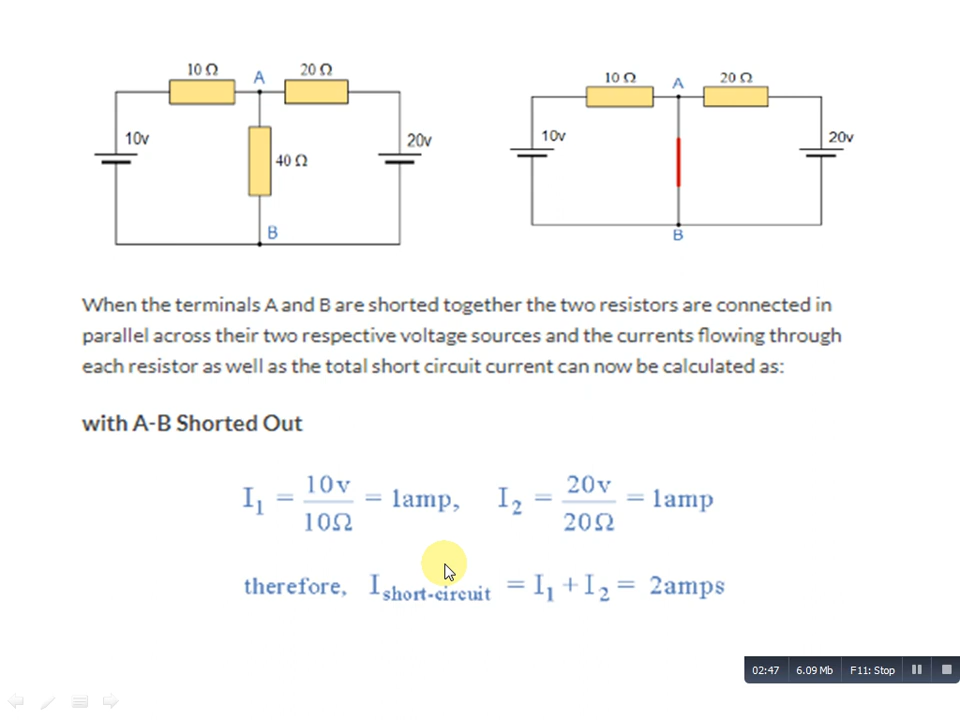 10 Ω A 20 Ω
10v 20v
40 Ω
B
10 Ω A 20 Ω
10v 20v
B
When the terminals A and B are shorted together the two resistors are connected in
parallel across their two respective voltage sources and the currents flowing through
each resistor as well as the total short circuit current can now be calculated as:
with A-B Shorted Out
I1 = 10v / 10Ω = 1amp, I2 = 20v / 20Ω = 1amp
therefore, Ishort-circuit = I1 + I2 = 2amps
02:47 6.09 Mb F11: Stop